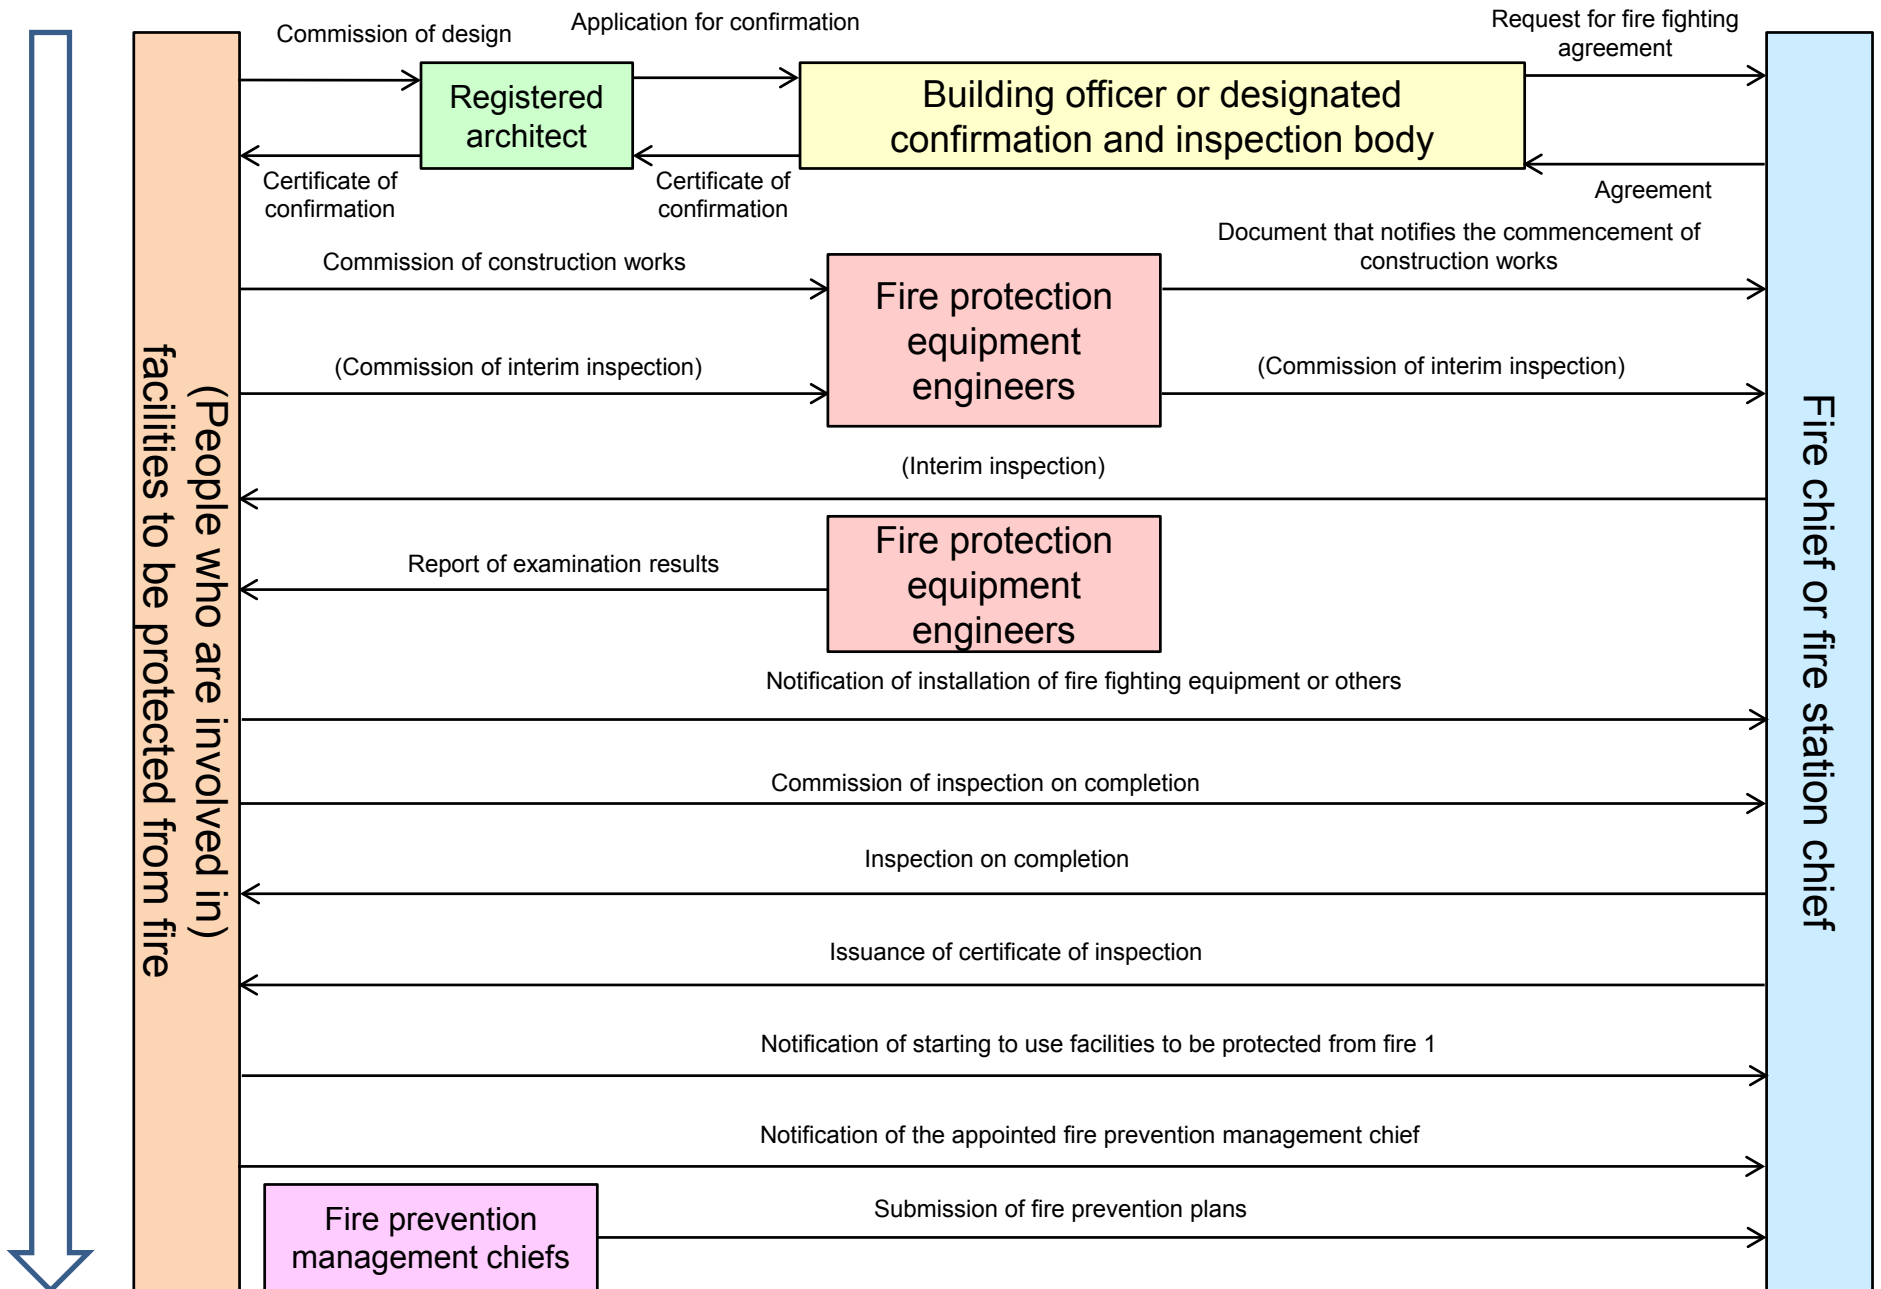 Commission of design
Application for confirmation
Request for fire fighting
agreement
Registered
architect
Building officer or designated
confirmation and inspection body
Certificate of
confirmation
Certificate of
confirmation
Agreement
Document that notifies the commencement of
construction works
Commission of construction works
Fire protection
equipment
engineers
(Commission of interim inspection)
(Commission of interim inspection)
(People who are involved in)
facilities to be protected from fire
Fire chief or fire station chief
(Interim inspection)
Fire protection
equipment
engineers
Report of examination results
Notification of installation of fire fighting equipment or others
Commission of inspection on completion
Inspection on completion
Issuance of certificate of inspection
Notification of starting to use facilities to be protected from fire 1
Notification of the appointed fire prevention management chief
Fire prevention
management chiefs
Submission of fire prevention plans